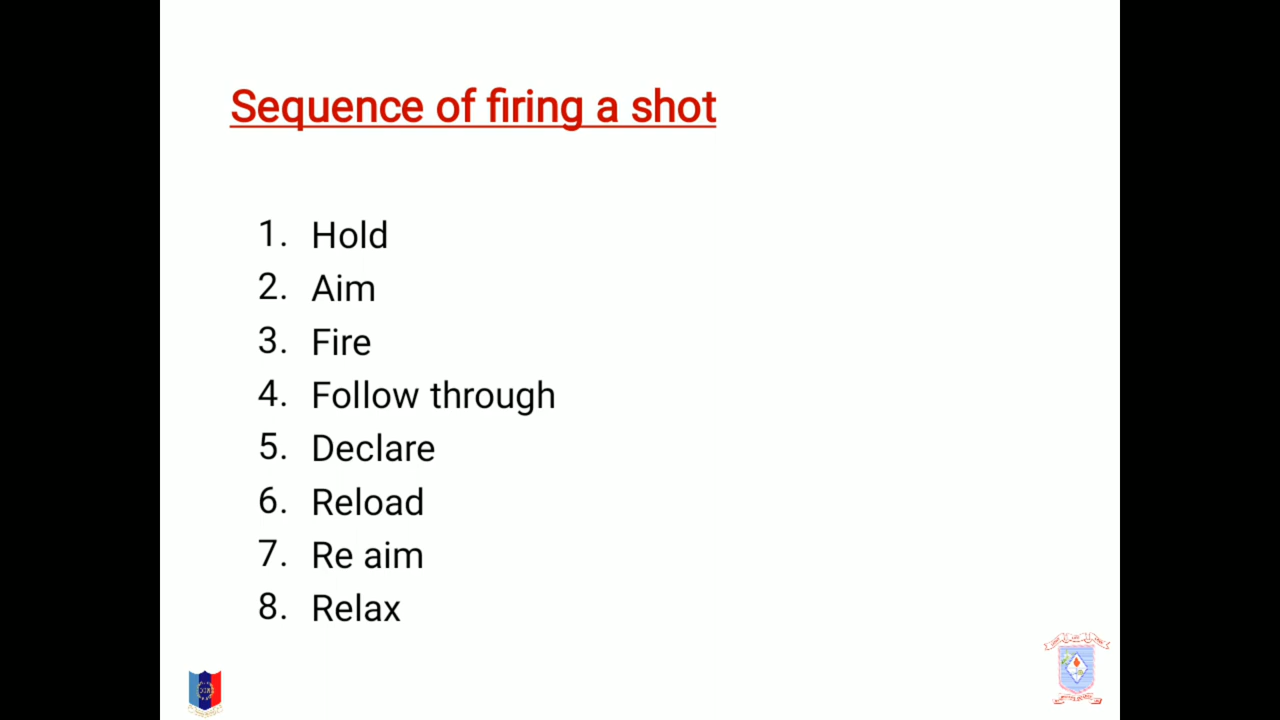 Sequence of firing a shot
1. Hold
2. Aim
3. Fire
4. Follow through
5. Declare
6. Reload
7. Re aim
8. Relax